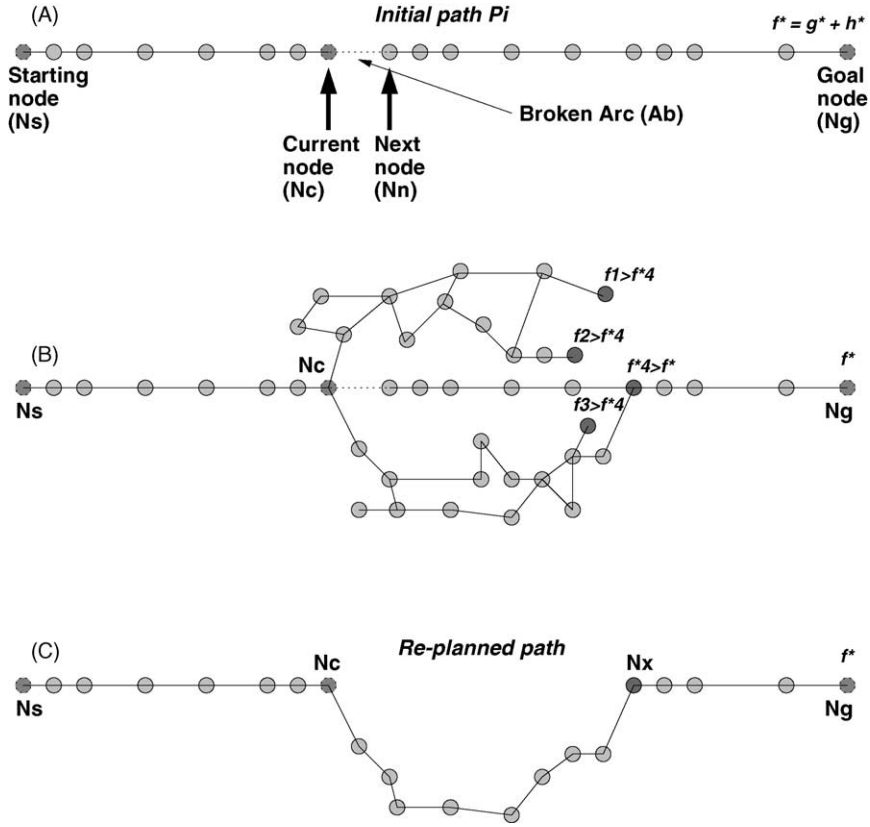 (A)
Initial path Pi
f* = g* + h*
Starting
node
(Ns)
Goal
node
(Ng)
Broken Arc (Ab)
Current
node
(Nc)
Next
node
(Nn)
f1>f*4
f2>f*4
(B)
Nc
f*4>f*
f*
Ns
f3>f*4
Ng
(C)
Re-planned path
f*
Nc
Nx
Ns
Ng